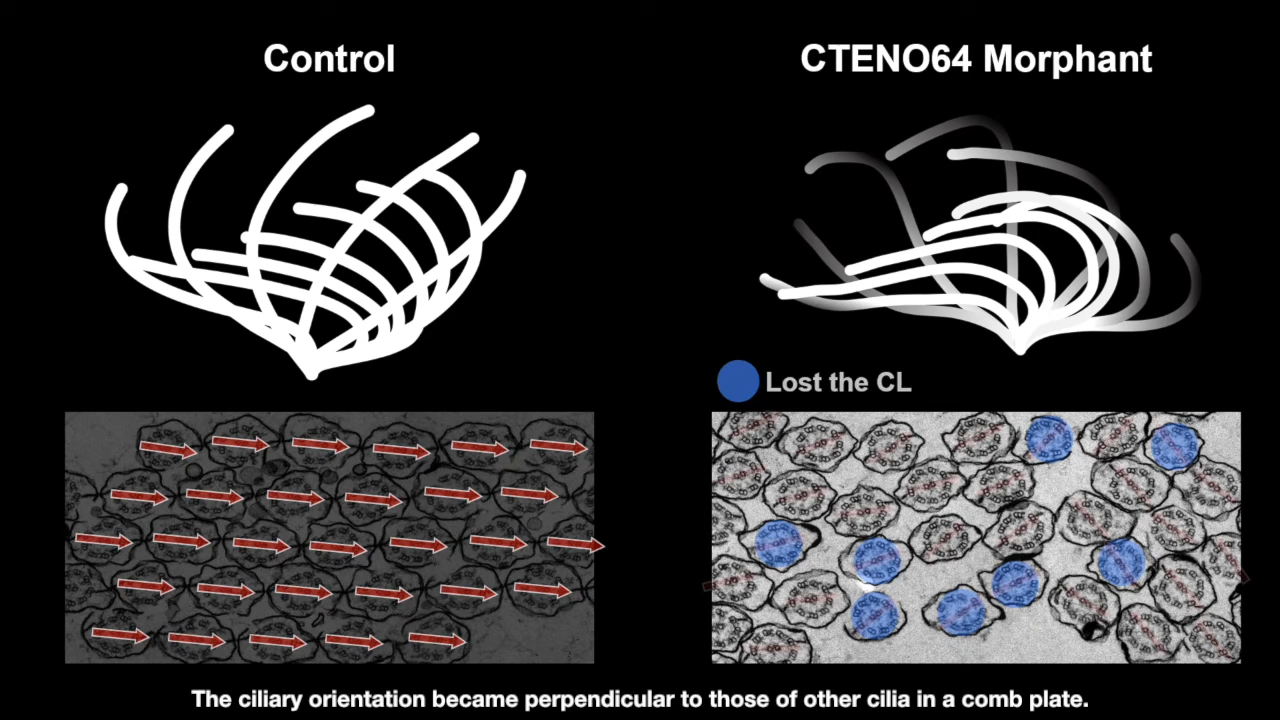 Control
CTENO64 Morphant
Lost the CL
The ciliary orientation became perpendicular to those of other cilia in a comb plate.